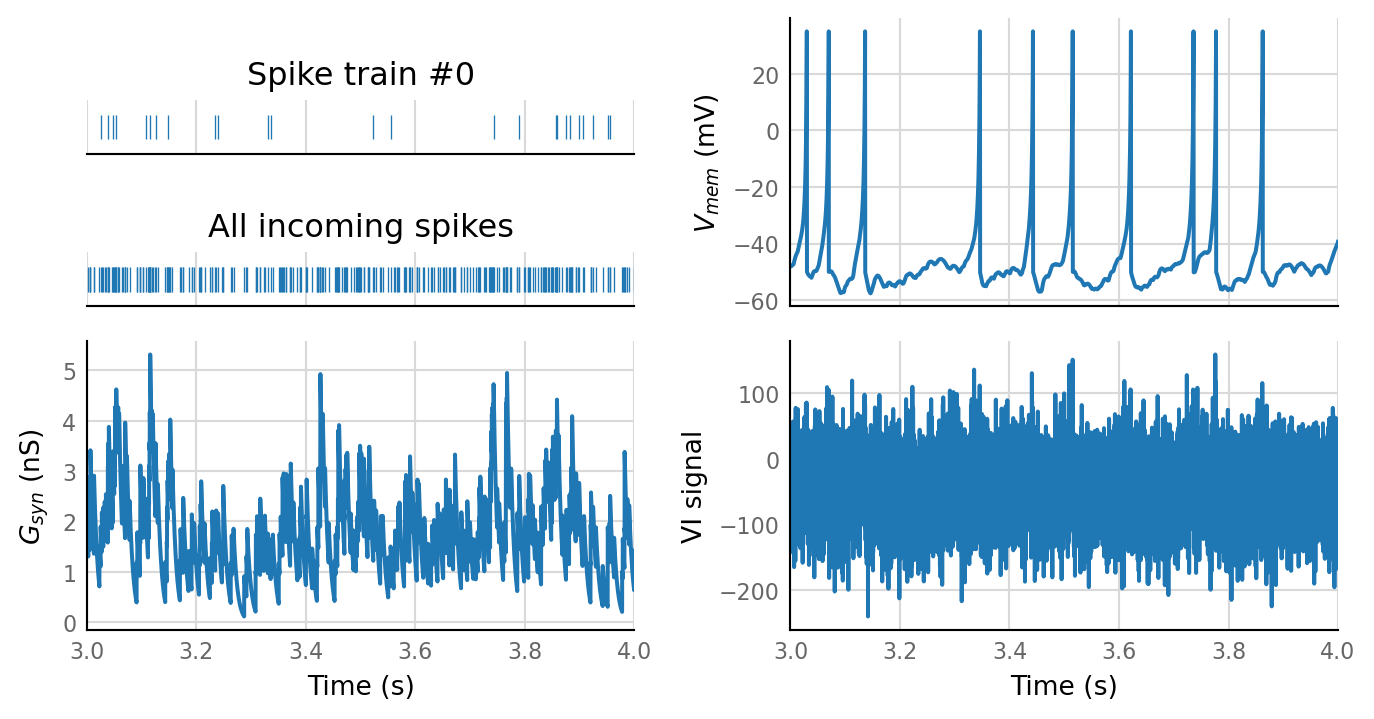 Spike train #0
All incoming spikes
5
4
3
2
1
0
G_syn (nS)
3.0 3.2 3.4 3.6 3.8 4.0
Time (s)
20
0
−20
−40
−60
V_mem (mV)
100
0
−100
−200
VI signal
3.0 3.2 3.4 3.6 3.8 4.0
Time (s)